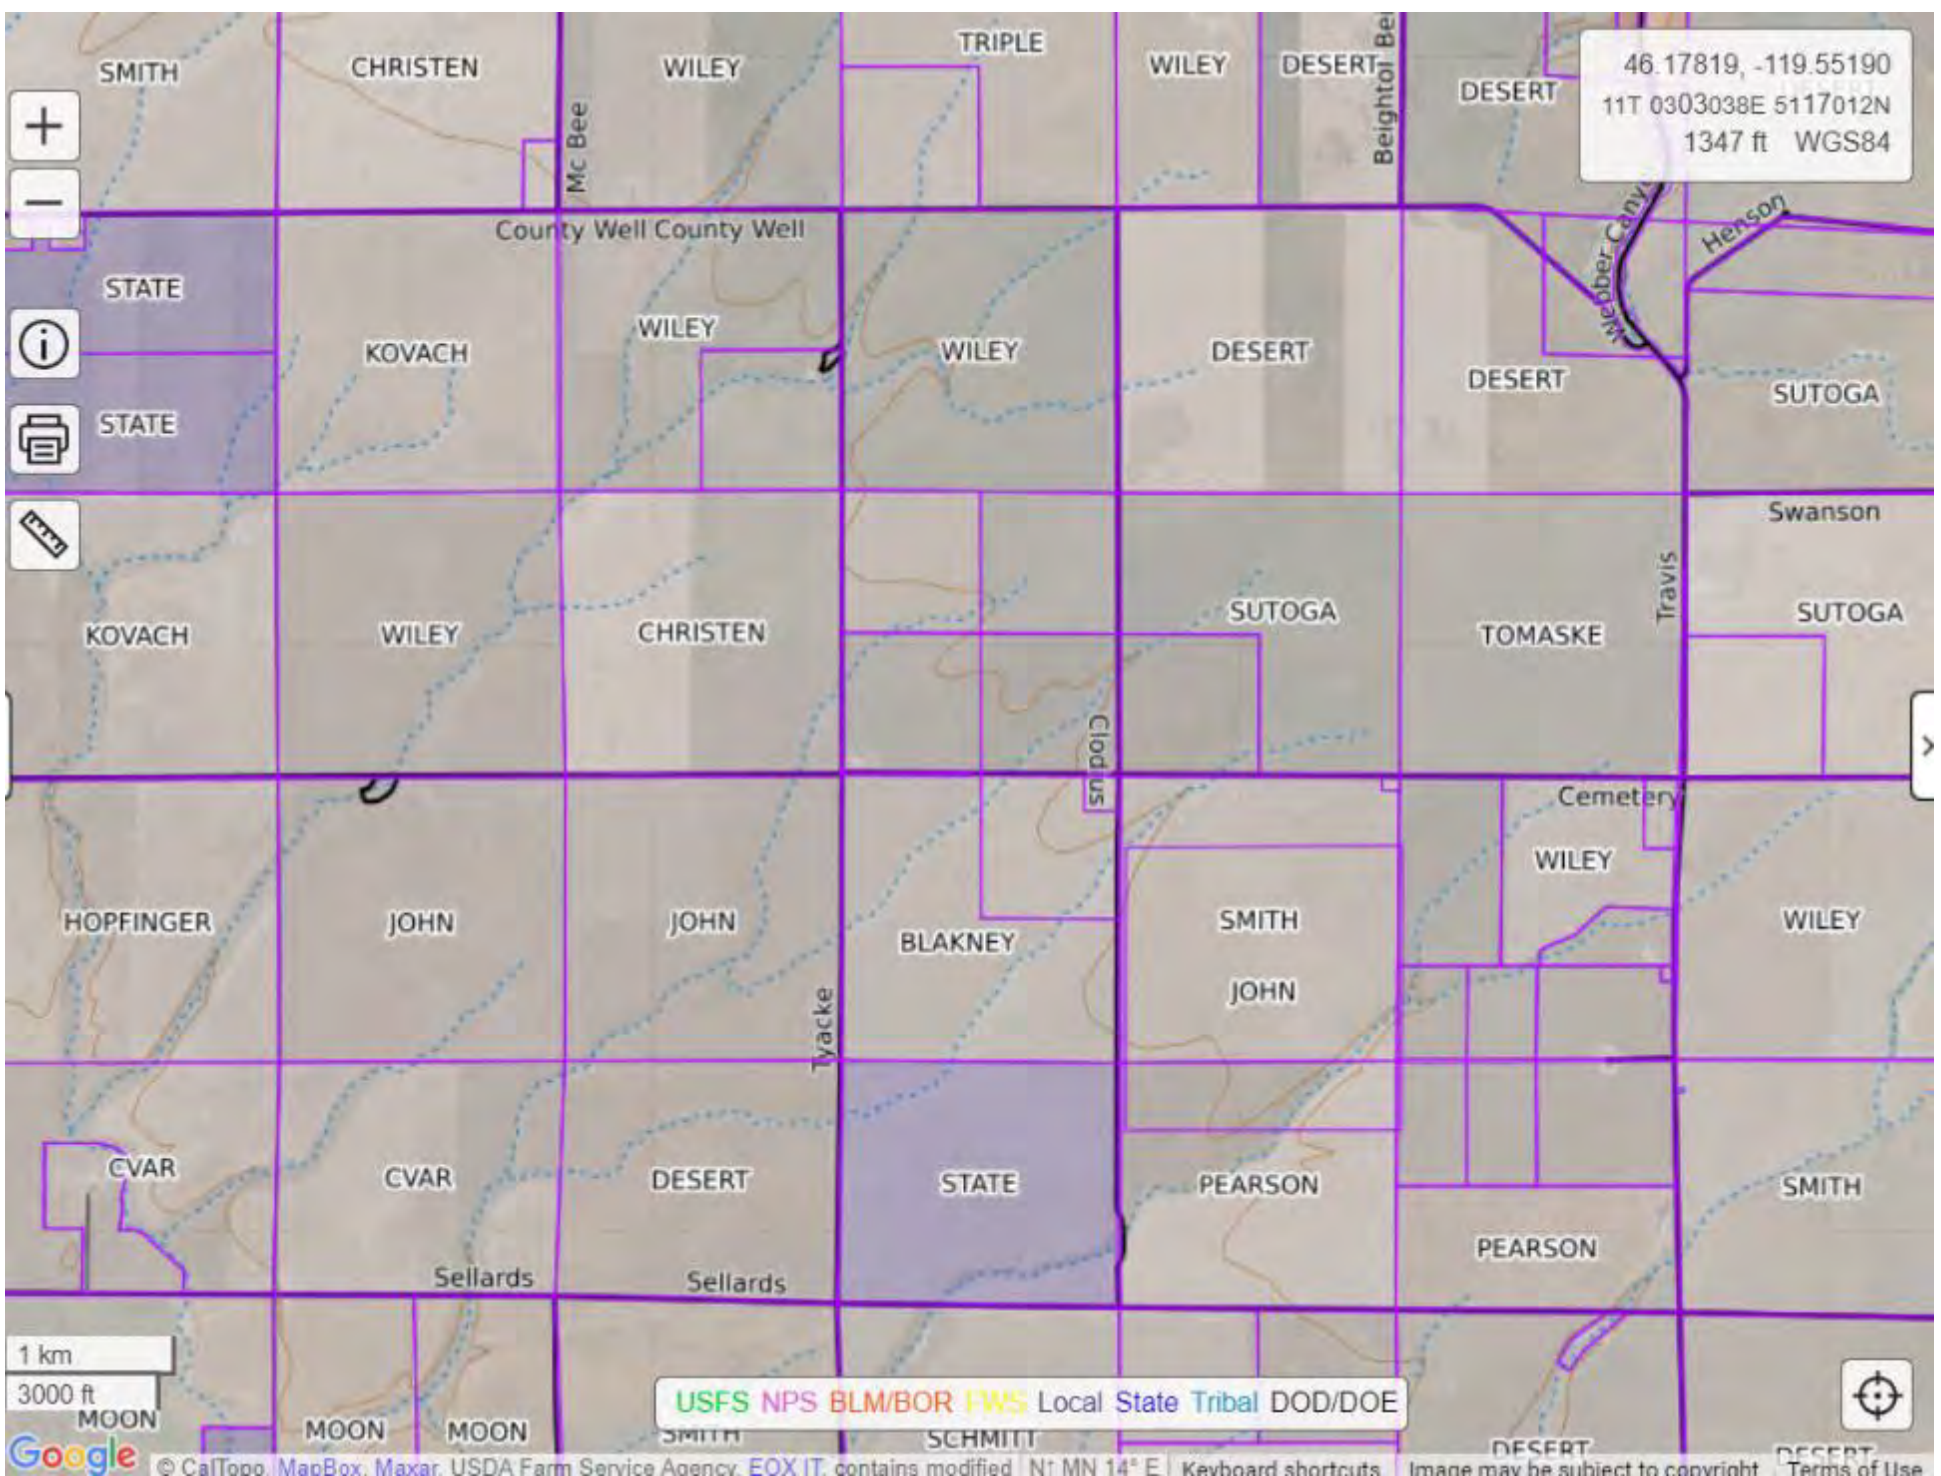 TRIPLE
SMITH
CHRISTEN
WILEY
WILEY
DESERT
DESERT
46.17819, -119.55190
11T 0303038E 5117012N
1347 ft WGS84
+
−
Mc Bee
County Well County Well
Henson
STATE
KOVACH
WILEY
WILEY
DESERT
DESERT
SUTOGA
STATE
Swanson
Travis
KOVACH
WILEY
CHRISTEN
SUTOGA
TOMASKE
SUTOGA
Clodius
Cemetery
WILEY
HOPFINGER
JOHN
JOHN
BLAKNEY
SMITH
WILEY
JOHN
Tyacke
CVAR
CVAR
DESERT
STATE
PEARSON
SMITH
PEARSON
Sellards
Sellards
1 km
3000 ft
USFS NPS BLM/BOR FWS Local State Tribal DOD/DOE
MOON
MOON
MOON
SMITH
SCHMITT
DESERT
DESERT
Google
© CalTopo, MapBox, Maxar, USDA Farm Service Agency, EOX IT, contains modified
N↑ MN 14° E
Keyboard shortcuts
Image may be subject to copyright
Terms of Use